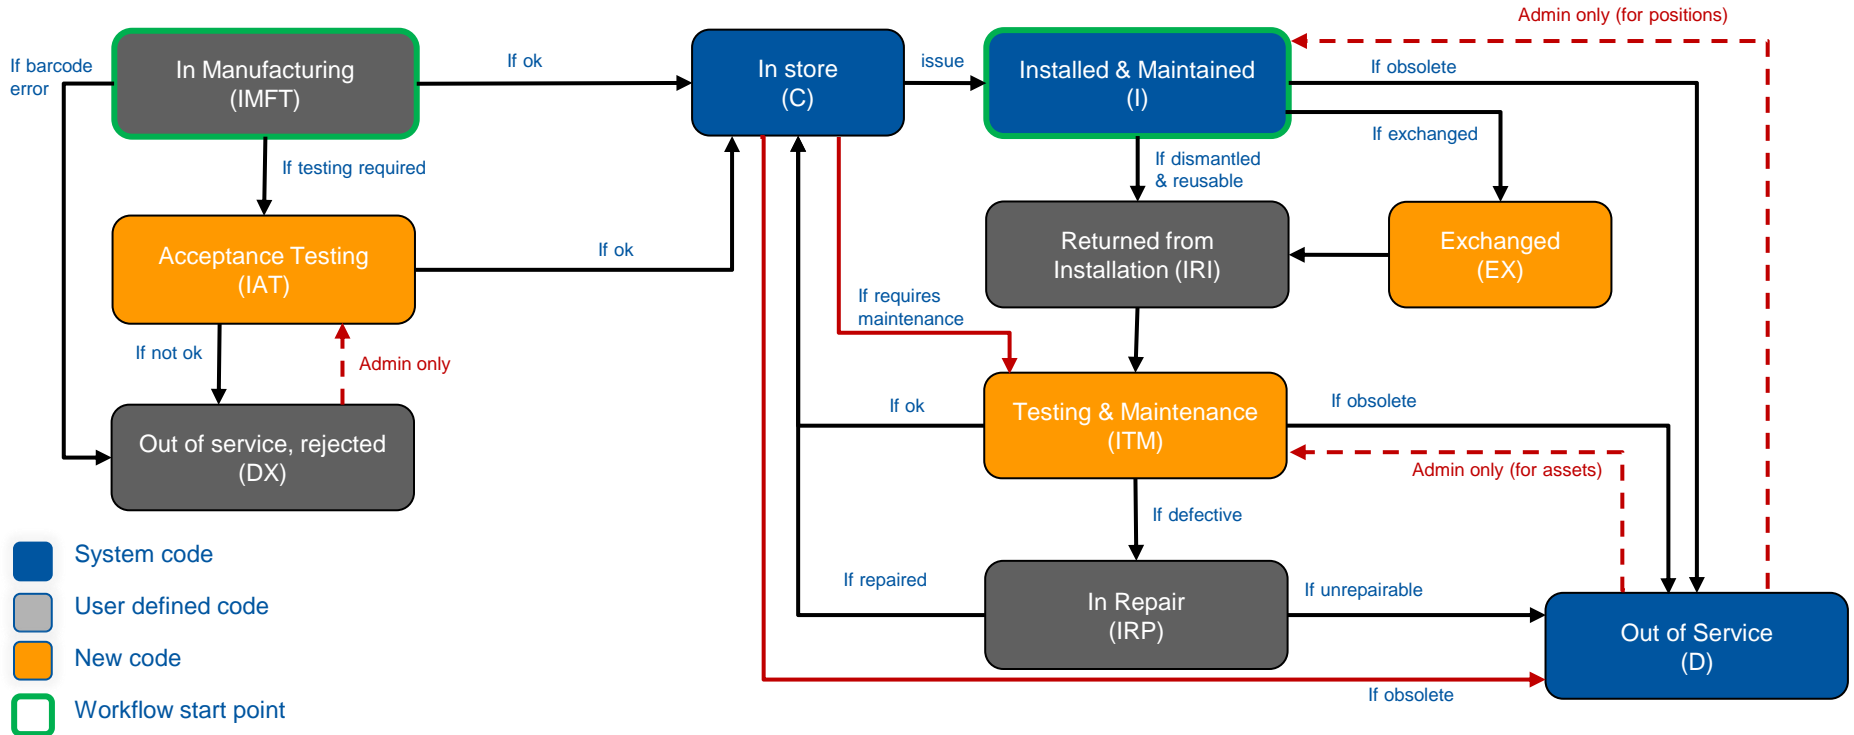 Admin only (for positions)
If barcode
error
In Manufacturing
(IMFT)
If ok
In store
(C)
issue
Installed & Maintained
(I)
If obsolete
If exchanged
If testing required
If dismantled
& reusable
Acceptance Testing
(IAT)
If ok
Returned from
Installation (IRI)
Exchanged
(EX)
If requires
maintenance
If not ok
Admin only
If ok
Testing & Maintenance
(ITM)
If obsolete
Out of service, rejected
(DX)
Admin only (for assets)
If defective
System code
If repaired
In Repair
(IRP)
If unrepairable
User defined code
Out of Service
(D)
New code
If obsolete
Workflow start point